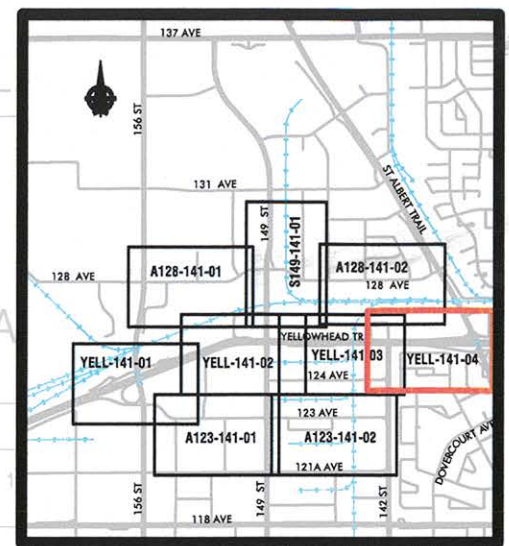 137 AVE
156 ST
ST ALBERT TRAIL
131 AVE
149 ST
S149-141-01
A128-141-01
A128-141-02
128 AVE
128 AVE
YELLOWHEAD TR
YELL-141-01
YELL-141-02
YELL-141-03
YELL-141-04
124 AVE
123 AVE
A123-141-01
A123-141-02
DOVERCOURT AVE
121A AVE
156 ST
149 ST
142 ST
118 AVE